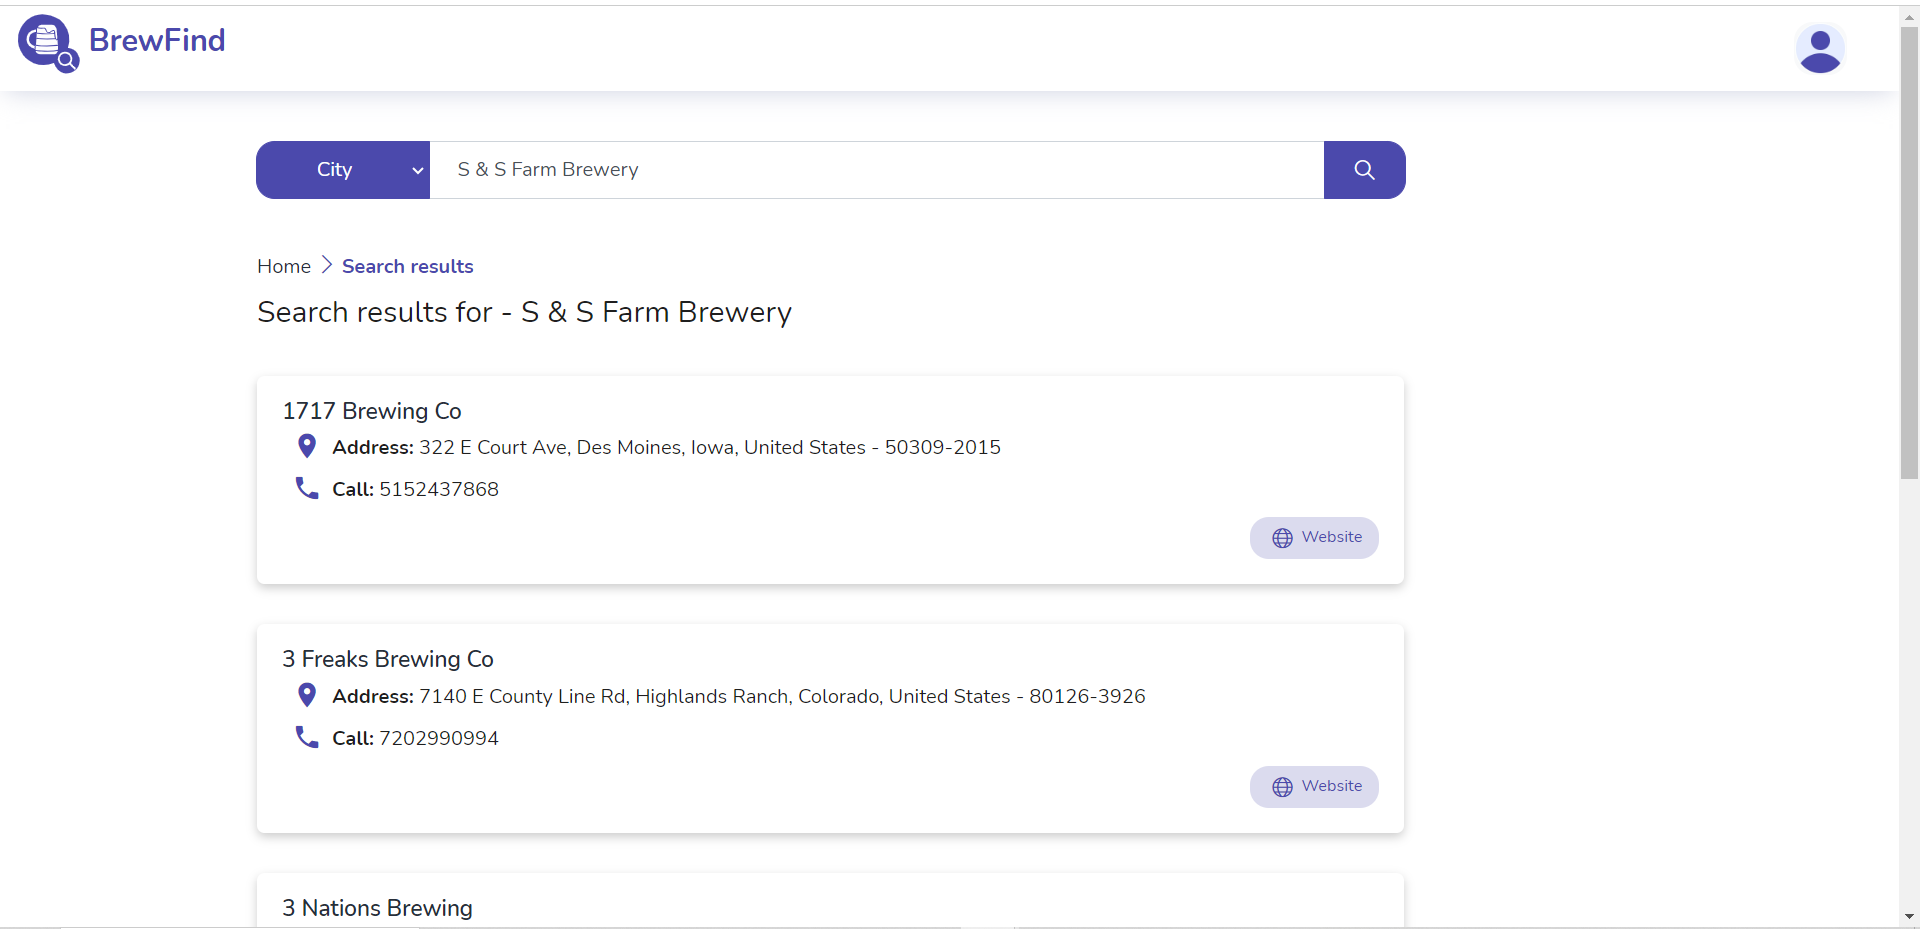 BrewFind
City
S & S Farm Brewery
Home > Search results
Search results for - S & S Farm Brewery
1717 Brewing Co
Address: 322 E Court Ave, Des Moines, Iowa, United States - 50309-2015
Call: 5152437868
Website
3 Freaks Brewing Co
Address: 7140 E County Line Rd, Highlands Ranch, Colorado, United States - 80126-3926
Call: 7202990994
Website
3 Nations Brewing